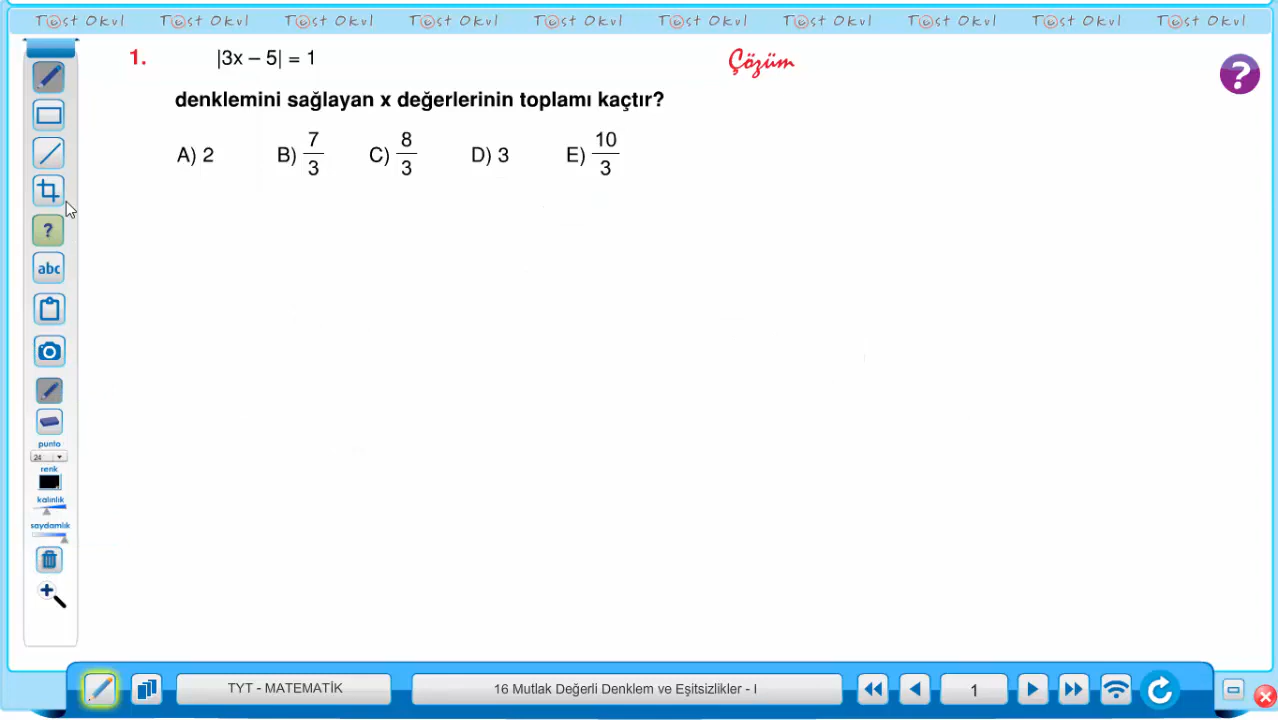 Test Okul Test Okul Test Okul Test Okul Test Okul Test Okul Test Okul Test Okul Test Okul Test Okul
1. |3x – 5| = 1
Çözüm
?
denklemini sağlayan x değerlerinin toplamı kaçtır?
A) 2 B) 7/3 C) 8/3 D) 3 E) 10/3
?
abc
punto
24
renk
kalınlık
saydamlık
TYT - MATEMATİK 16 Mutlak Değerli Denklem ve Eşitsizlikler - I 1